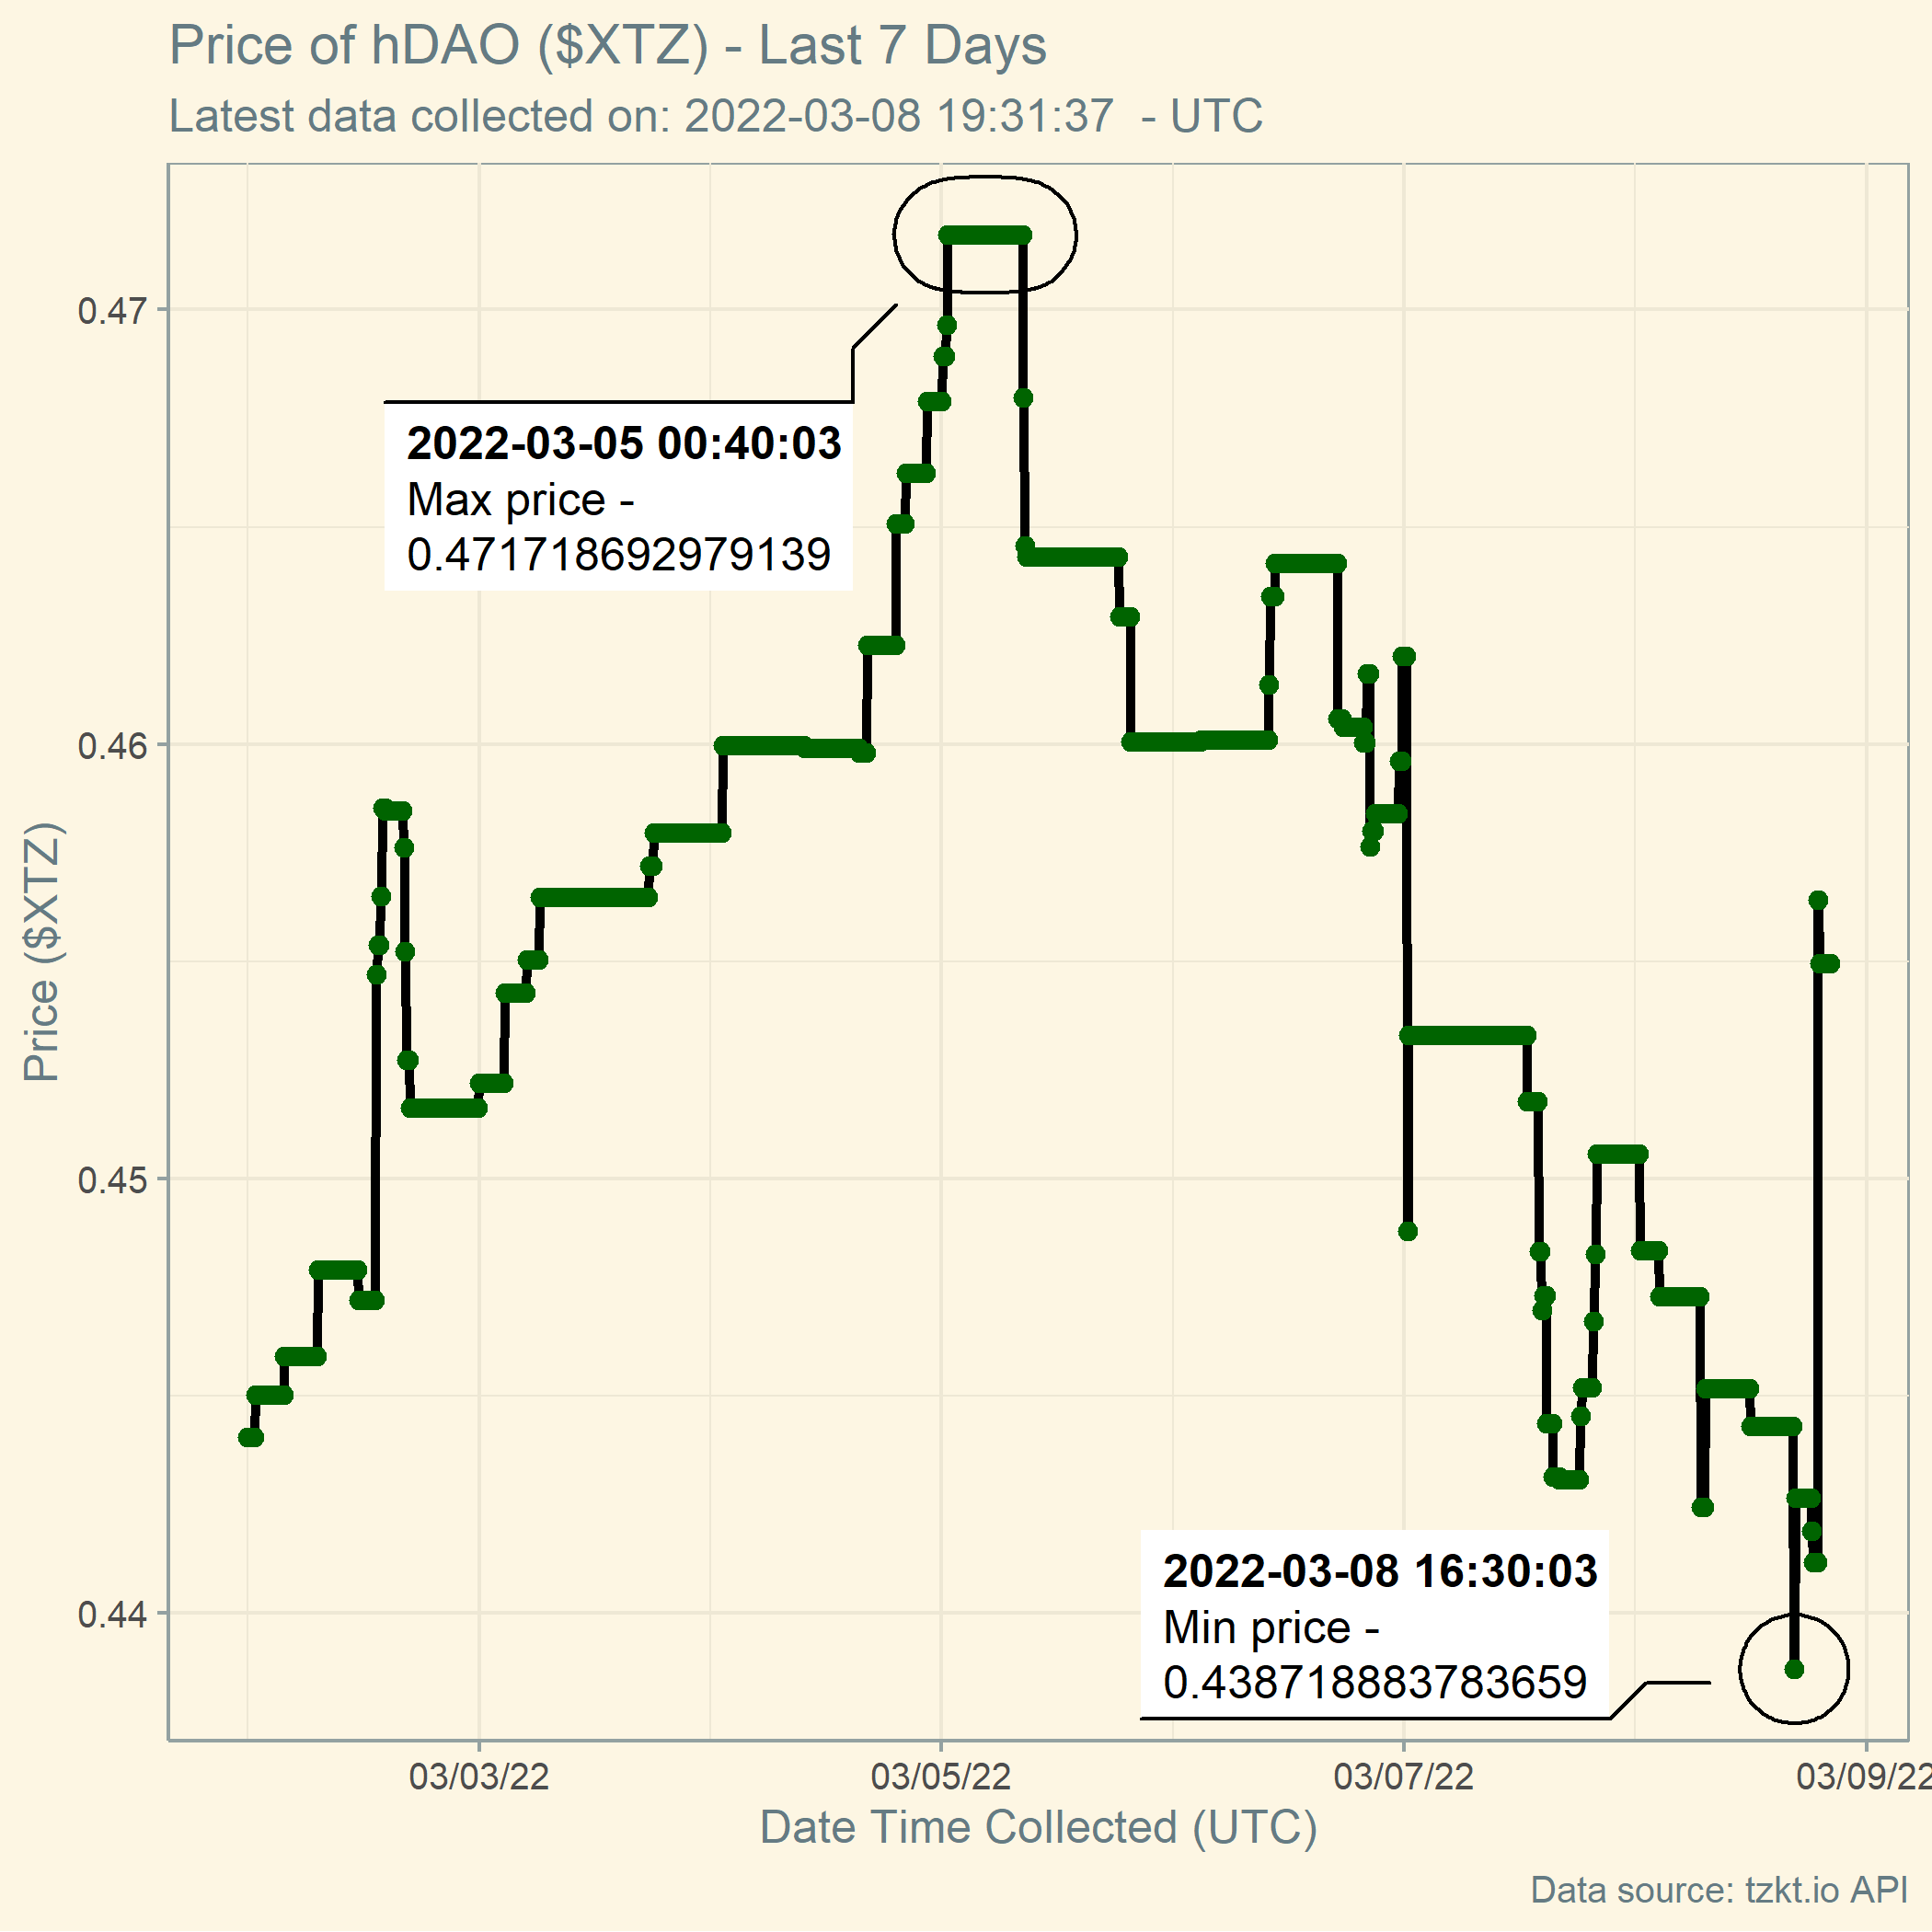 Price of hDAO ($XTZ) - Last 7 Days
Latest data collected on: 2022-03-08 19:31:37  - UTC
0.47
2022-03-05 00:40:03
Max price -
0.471718692979139
0.46
Price ($XTZ)
0.45
2022-03-08 16:30:03
Min price -
0.438718883783659
0.44
03/03/22
03/05/22
03/07/22
03/09/22
Date Time Collected (UTC)
Data source: tzkt.io API